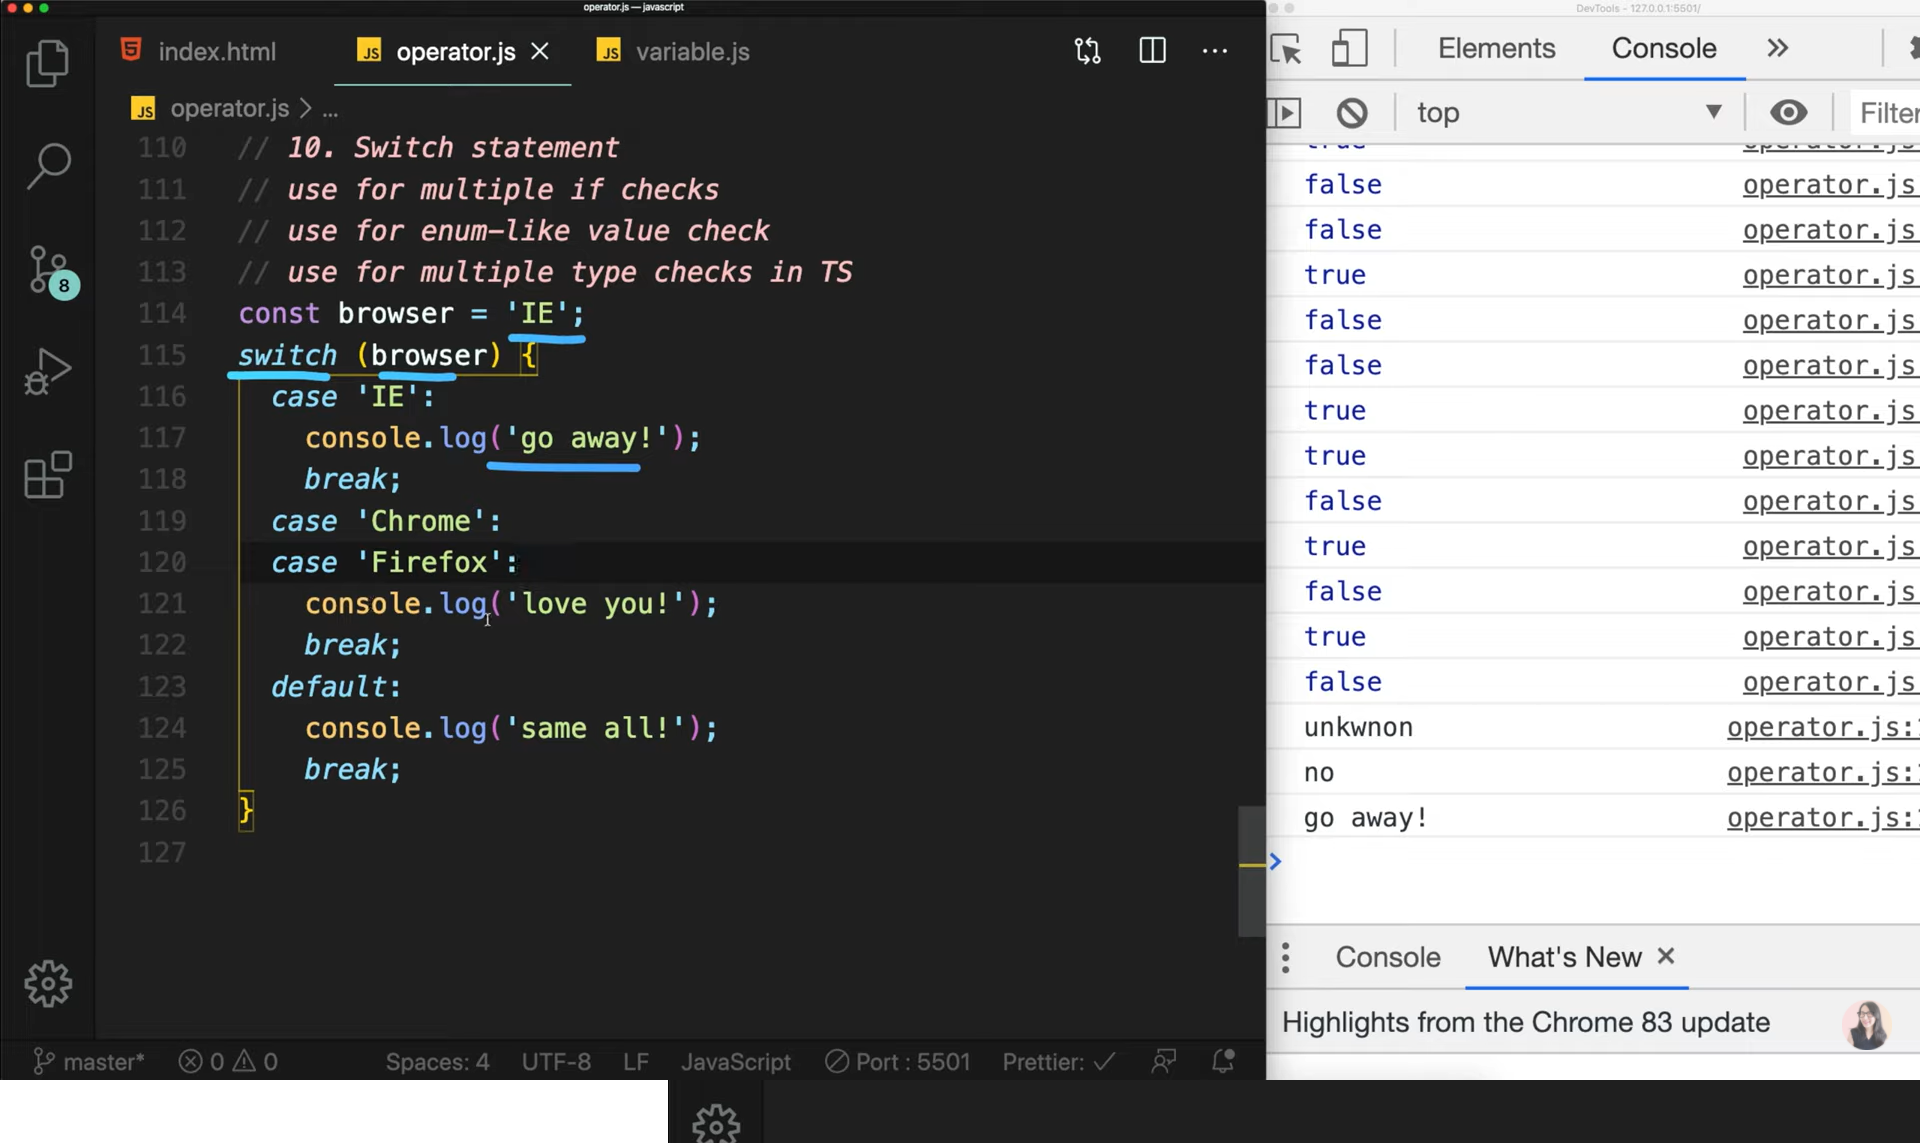 operator.js — javascript
index.html
JS operator.js
JS variable.js
JS operator.js > ...
110 // 10. Switch statement
111 // use for multiple if checks
112 // use for enum-like value check
113 // use for multiple type checks in TS
114 const browser = 'IE';
115 switch (browser) {
116 case 'IE':
117 console.log('go away!');
118 break;
119 case 'Chrome':
120 case 'Firefox':
121 console.log('love you!');
122 break;
123 default:
124 console.log('same all!');
125 break;
126 }
127
8
master* 0 0 Spaces: 4 UTF-8 LF JavaScript Port : 5501 Prettier: ✓
DevTools - 127.0.0.1:5501/
Elements Console »
top Filter
true operator.js
false operator.js
false operator.js
true operator.js
false operator.js
false operator.js
true operator.js
true operator.js
false operator.js
true operator.js
false operator.js
true operator.js
false operator.js
unkwnon operator.js:
no operator.js:
go away! operator.js:
>
Console What's New
Highlights from the Chrome 83 update